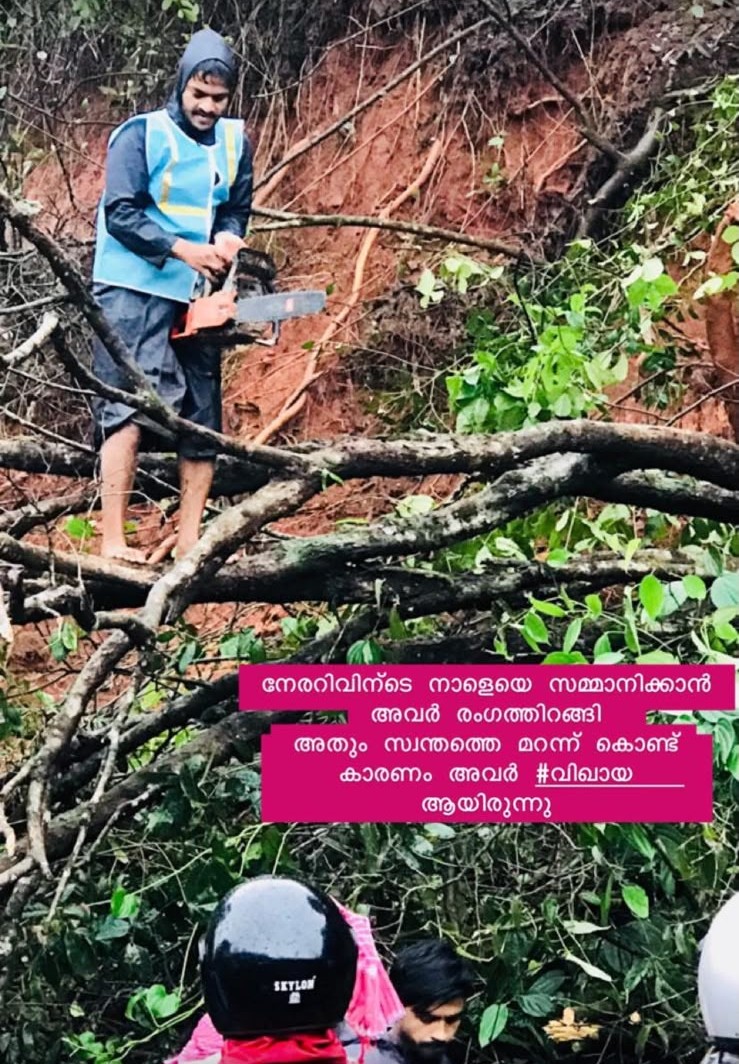 നേരറിവിന്ടെ നാളെയെ സമ്മാനിക്കാൻ
അവർ രംഗത്തിറങ്ങി
അതും സ്വന്തത്തെ മറന്ന് കൊണ്ട്
കാരണം അവർ #വിഖായ
ആയിരുന്നു
SKYLON